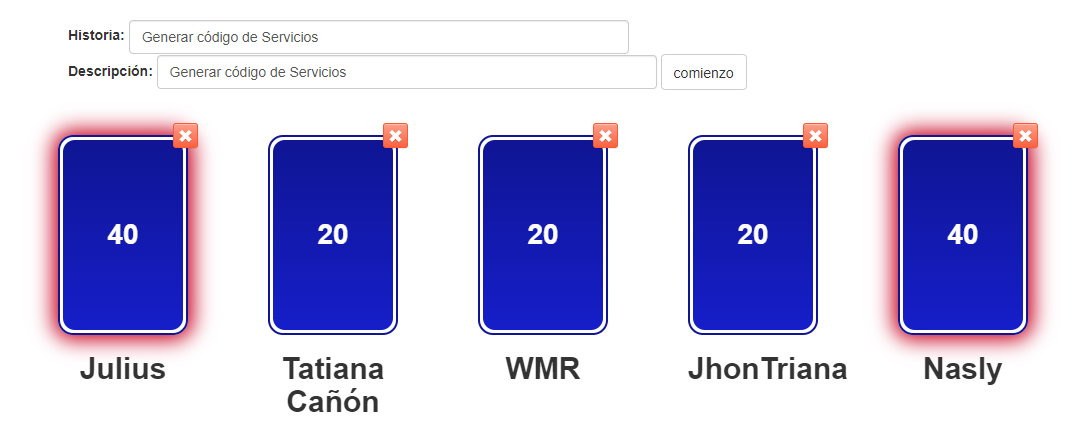 Historia: Generar código de Servicios
Descripción: Generar código de Servicios comienzo
40 20 20 20 40
Julius Tatiana Cañón WMR JhonTriana Nasly